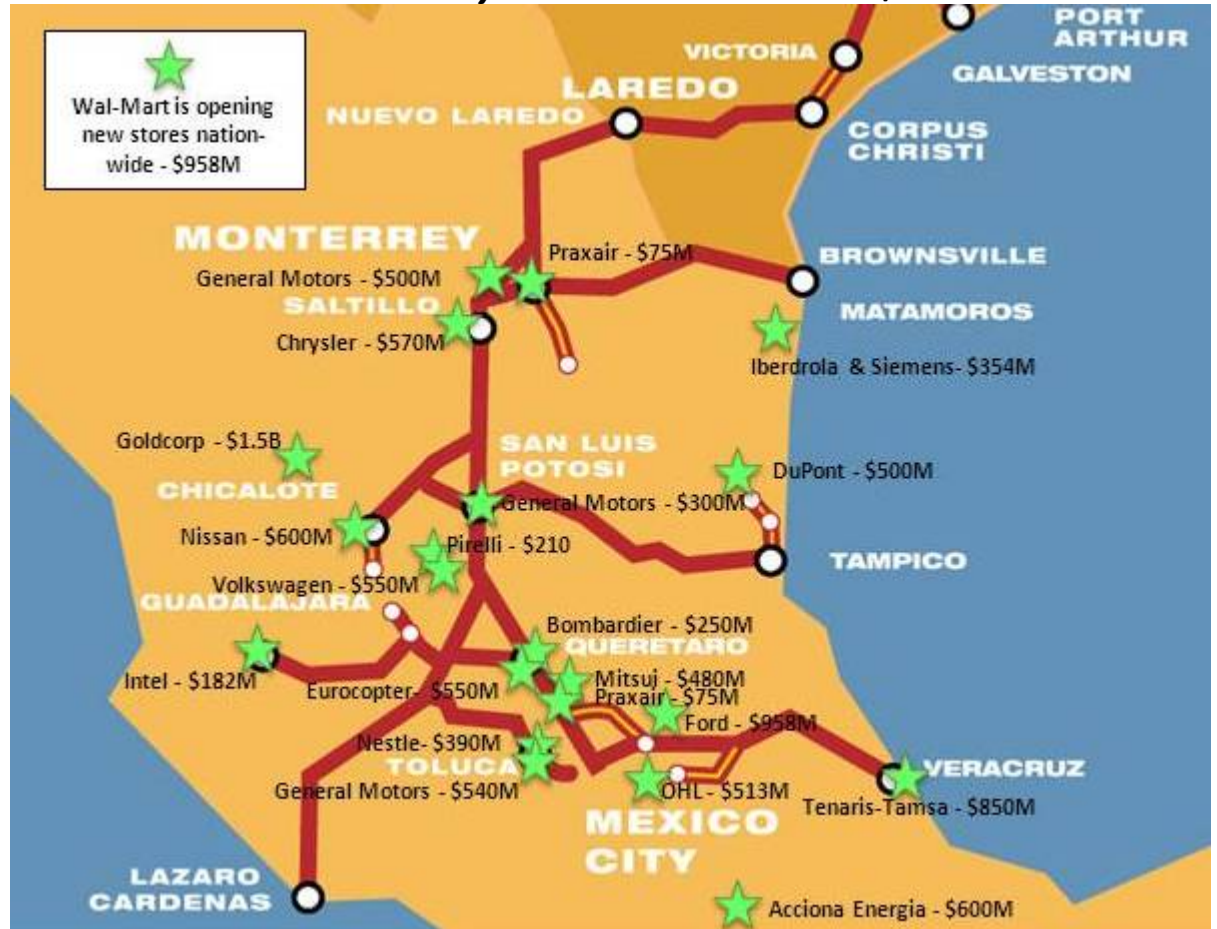 PORT
ARTHUR
VICTORIA
GALVESTON
Wal-Mart is opening
new stores nation-
wide - $958M
LAREDO
NUEVO LAREDO
CORPUS
CHRISTI
MONTERREY
Praxair - $75M
BROWNSVILLE
General Motors - $500M
SALTILLO
MATAMOROS
Chrysler - $570M
Iberdrola & Siemens- $354M
Goldcorp - $1.5B
SAN LUIS
POTOSI
DuPont - $500M
CHICALOTE
General Motors - $300M
Nissan - $600M
Pirelli - $210
TAMPICO
Volkswagen - $550M
GUADALAJARA
Bombardier - $250M
QUERETARO
Intel - $182M
Eurocopter- $550M
Mitsui - $480M
Praxair - $75M
Ford - $958M
Nestle- $390M
TOLUCA
VERACRUZ
General Motors - $540M
OHL - $513M
Tenaris-Tamsa - $850M
MEXICO
CITY
LAZARO
CARDENAS
Acciona Energia - $600M